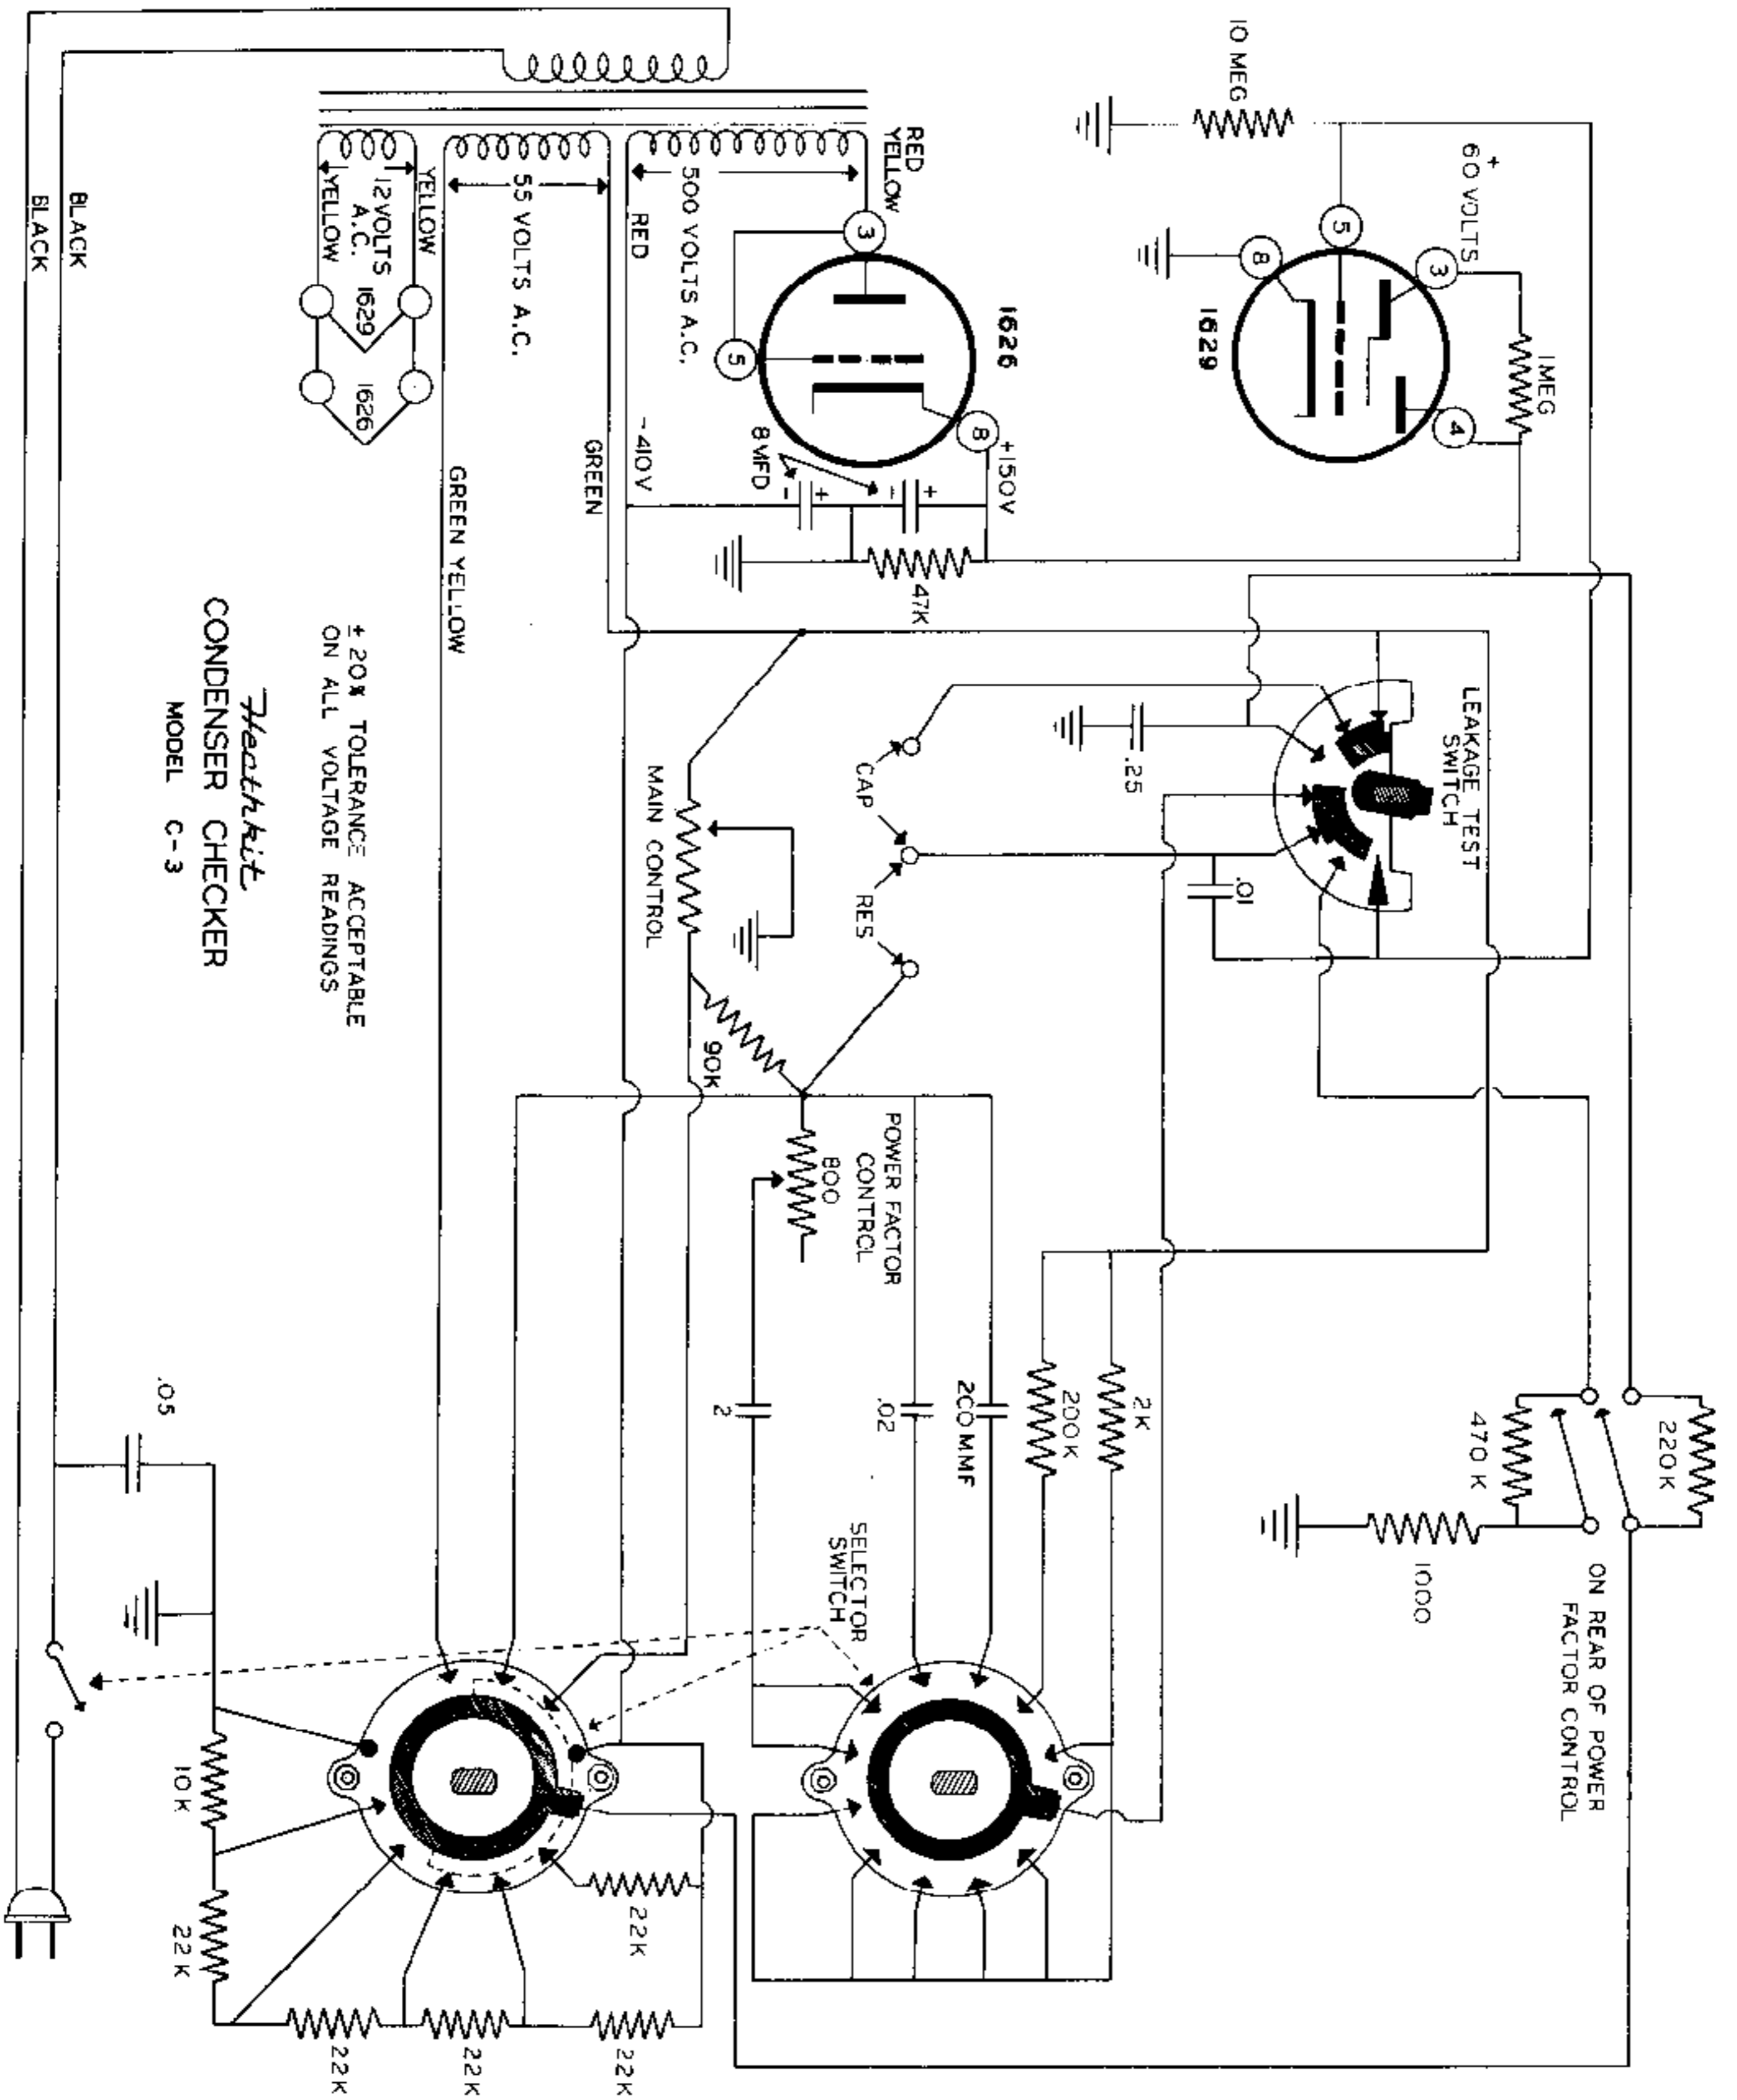 10 MEG
+
60 VOLTS
5
3
8
4
1 MEG
1629
RED
YELLOW
500 VOLTS A.C.
RED
3
5
8
1626
+150V
8 MFD
+
-
+
-
-410V
47K
55 VOLTS A.C.
GREEN
GREEN YELLOW
YELLOW
12 VOLTS
A.C.
YELLOW
1629
1626
BLACK
BLACK
LEAKAGE TEST
SWITCH
.25
.01
CAP
RES
MAIN CONTROL
90K
POWER FACTOR
CONTROL
800
220K
470 K
1000
ON REAR OF POWER
FACTOR CONTROL
2K
200K
200 MMF
.02
2
SELECTOR
SWITCH
.05
10K
22K
22K
22K
22K
22K
± 20% TOLERANCE ACCEPTABLE
ON ALL VOLTAGE READINGS
Heathkit
CONDENSER CHECKER
MODEL C-3